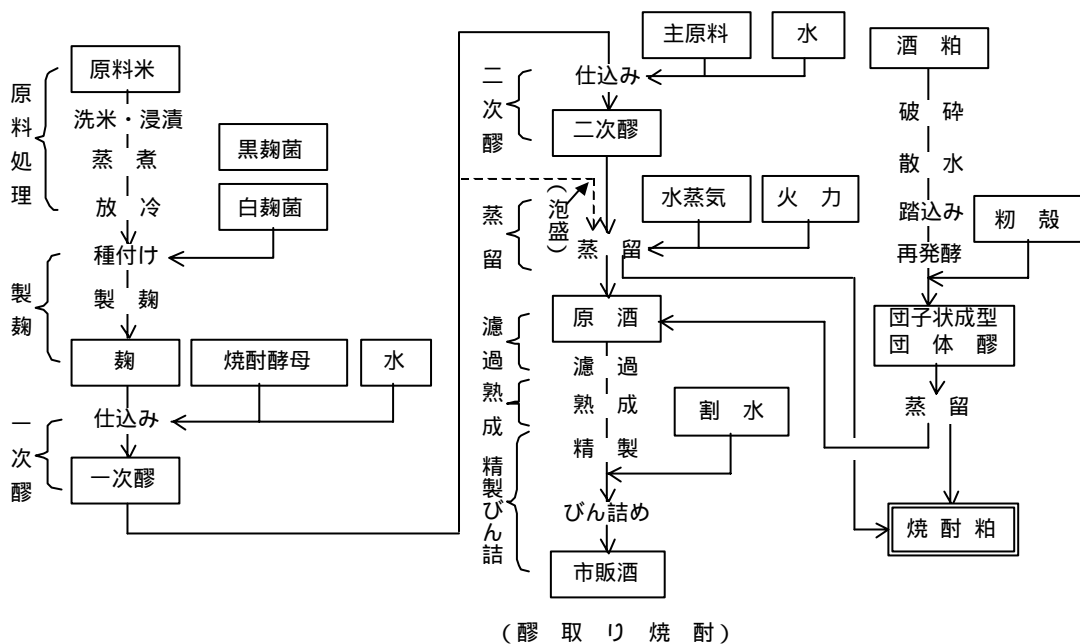 原料処理
原料米
洗米・浸漬
蒸煮
放冷
黒麹菌
白麹菌
製麹
種付け
製麹
麹
焼酎酵母
水
一次醪
仕込み
一次醪
二次醪
主原料
水
仕込み
二次醪
(泡盛)
蒸留
水蒸気
火力
蒸留
濾過
原酒
濾過
熟成
熟成
精製びん詰
精製
割水
びん詰め
市販酒
酒粕
破砕
散水
踏込み
籾殻
再発酵
団子状成型
団体醪
蒸留
焼酎粕
(醪取り焼酎)